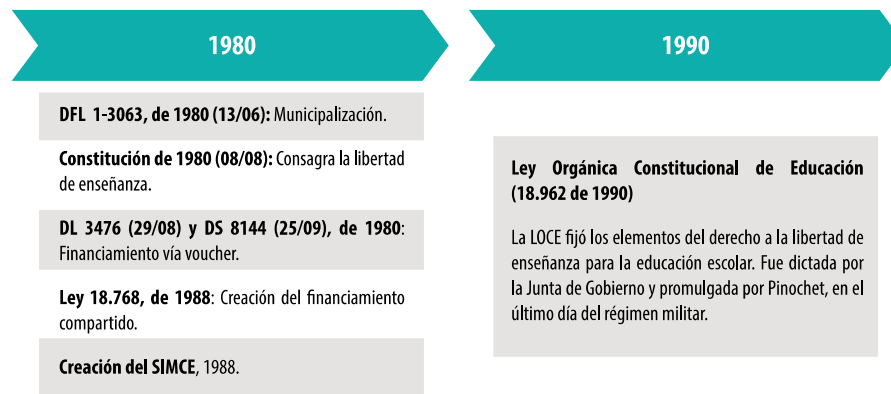 1980
DFL 1-3063, de 1980 (13/06): Municipalización.
Constitución de 1980 (08/08): Consagra la libertad
de enseñanza.
DL 3476 (29/08) y DS 8144 (25/09), de 1980:
Financiamiento vía voucher.
Ley 18.768, de 1988: Creación del financiamiento
compartido.
Creación del SIMCE, 1988.
1990
Ley Orgánica Constitucional de Educación
(18.962 de 1990)
La LOCE fijó los elementos del derecho a la libertad de
enseñanza para la educación escolar. Fue dictada por
la Junta de Gobierno y promulgada por Pinochet, en el
último día del régimen militar.